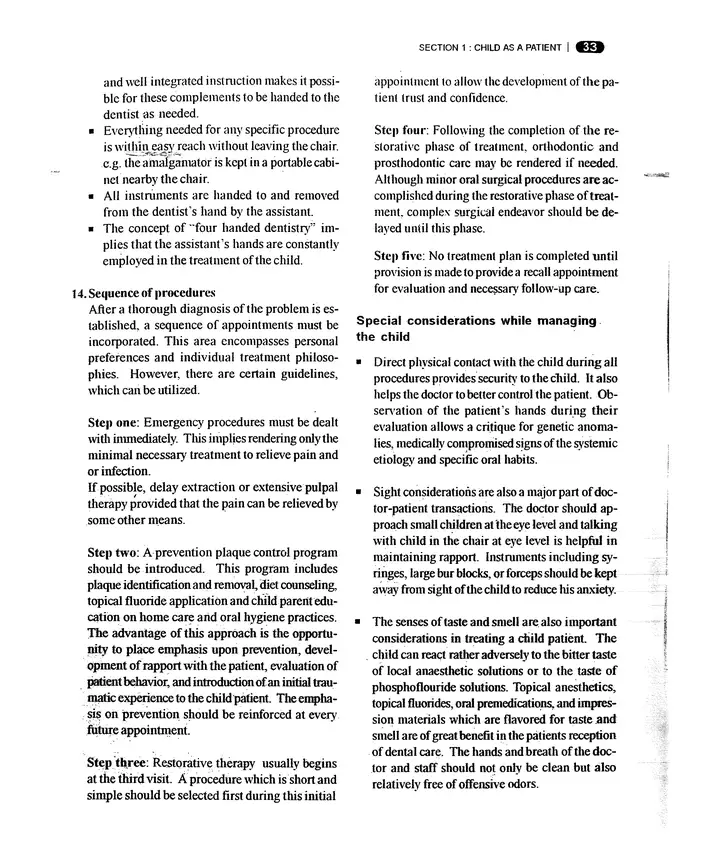 SECTION 1 : CHILD AS A PATIENT | 33
and well integrated instruction makes it possi-
ble for these complements to be handed to the
dentist as needed.
▪ Everything needed for any specific procedure
is within easy reach without leaving the chair.
e.g. the amalgamator is kept in a portable cabi-
net nearby the chair.
▪ All instruments are handed to and removed
from the dentist's hand by the assistant.
▪ The concept of "four handed dentistry" im-
plies that the assistant's hands are constantly
employed in the treatment of the child.
14. Sequence of procedures
After a thorough diagnosis of the problem is es-
tablished, a sequence of appointments must be
incorporated. This area encompasses personal
preferences and individual treatment philoso-
phies. However, there are certain guidelines,
which can be utilized.
Step one: Emergency procedures must be dealt
with immediately. This implies rendering only the
minimal necessary treatment to relieve pain and
or infection.
If possible, delay extraction or extensive pulpal
therapy provided that the pain can be relieved by
some other means.
Step two: A prevention plaque control program
should be introduced. This program includes
plaque identification and removal, diet counseling,
topical fluoride application and child parent edu-
cation on home care and oral hygiene practices.
The advantage of this approach is the opportu-
nity to place emphasis upon prevention, devel-
opment of rapport with the patient, evaluation of
patient behavior, and introduction of an initial trau-
matic experience to the child patient. The empha-
sis on prevention should be reinforced at every
future appointment.
Step three: Restorative therapy usually begins
at the third visit. A procedure which is short and
simple should be selected first during this initial
appointment to allow the development of the pa-
tient trust and confidence.
Step four: Following the completion of the re-
storative phase of treatment, orthodontic and
prosthodontic care may be rendered if needed.
Although minor oral surgical procedures are ac-
complished during the restorative phase of treat-
ment, complex surgical endeavor should be de-
layed until this phase.
Step five: No treatment plan is completed until
provision is made to provide a recall appointment
for evaluation and necessary follow-up care.
Special considerations while managing
the child
▪ Direct physical contact with the child during all
procedures provides security to the child. It also
helps the doctor to better control the patient. Ob-
servation of the patient's hands during their
evaluation allows a critique for genetic anoma-
lies, medically compromised signs of the systemic
etiology and specific oral habits.
▪ Sight considerations are also a major part of doc-
tor-patient transactions. The doctor should ap-
proach small children at the eye level and talking
with child in the chair at eye level is helpful in
maintaining rapport. Instruments including sy-
ringes, large bur blocks, or forceps should be kept
away from sight of the child to reduce his anxiety.
▪ The senses of taste and smell are also important
considerations in treating a child patient. The
child can react rather adversely to the bitter taste
of local anaesthetic solutions or to the taste of
phosphoflouride solutions. Topical anesthetics,
topical fluorides, oral premedications, and impres-
sion materials which are flavored for taste and
smell are of great benefit in the patients reception
of dental care. The hands and breath of the doc-
tor and staff should not only be clean but also
relatively free of offensive odors.